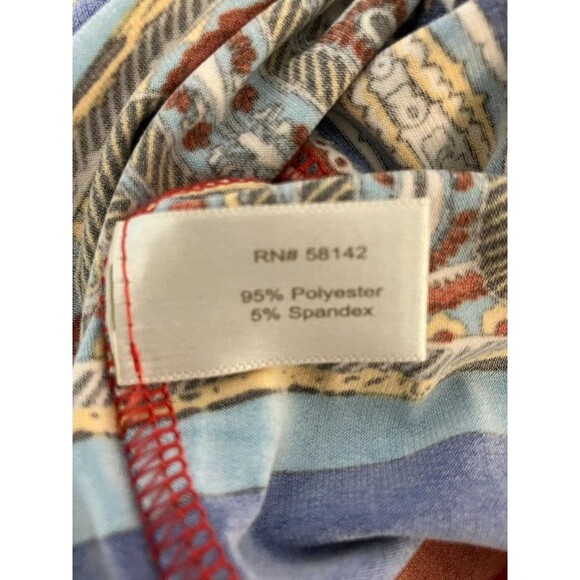 RN# 58142
95% Polyester
5% Spandex